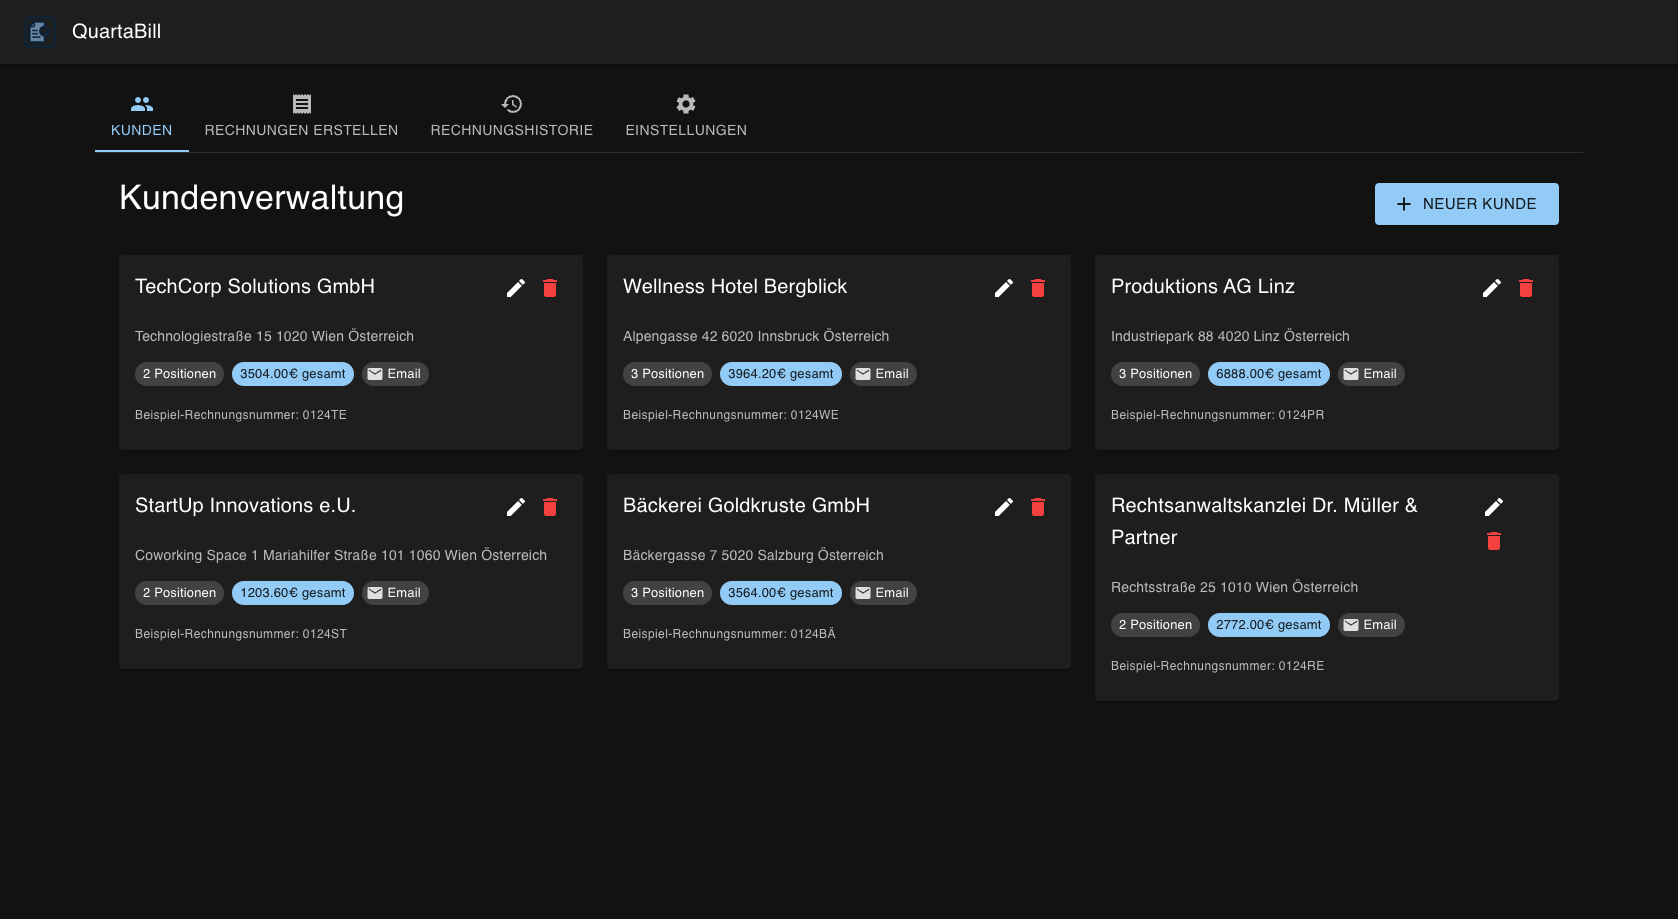 QuartaBill
KUNDEN
RECHNUNGEN ERSTELLEN
RECHNUNGSHISTORIE
EINSTELLUNGEN
Kundenverwaltung
NEUER KUNDE
TechCorp Solutions GmbH
Technologiestraße 15 1020 Wien Österreich
2 Positionen 3504.00€ gesamt Email
Beispiel-Rechnungsnummer: 0124TE
Wellness Hotel Bergblick
Alpengasse 42 6020 Innsbruck Österreich
3 Positionen 3964.20€ gesamt Email
Beispiel-Rechnungsnummer: 0124WE
Produktions AG Linz
Industriepark 88 4020 Linz Österreich
3 Positionen 6888.00€ gesamt Email
Beispiel-Rechnungsnummer: 0124PR
StartUp Innovations e.U.
Coworking Space 1 Mariahilfer Straße 101 1060 Wien Österreich
2 Positionen 1203.60€ gesamt Email
Beispiel-Rechnungsnummer: 0124ST
Bäckerei Goldkruste GmbH
Bäckergasse 7 5020 Salzburg Österreich
3 Positionen 3564.00€ gesamt Email
Beispiel-Rechnungsnummer: 0124BÄ
Rechtsanwaltskanzlei Dr. Müller &
Partner
Rechtsstraße 25 1010 Wien Österreich
2 Positionen 2772.00€ gesamt Email
Beispiel-Rechnungsnummer: 0124RE